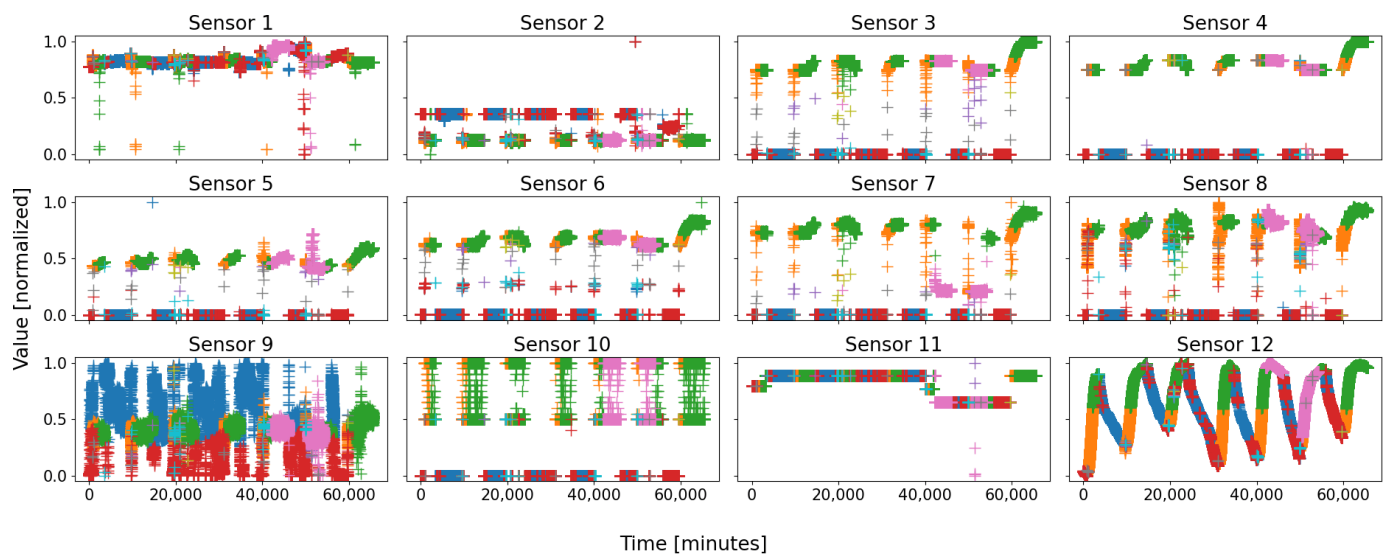 Sensor 1 Sensor 2 Sensor 3 Sensor 4
1.0
0.5
0.0
Sensor 5 Sensor 6 Sensor 7 Sensor 8
1.0
0.5
0.0
Sensor 9 Sensor 10 Sensor 11 Sensor 12
1.0
0.5
0.0
0 20,000 40,000 60,000 0 20,000 40,000 60,000 0 20,000 40,000 60,000 0 20,000 40,000 60,000
Value [normalized]
Time [minutes]